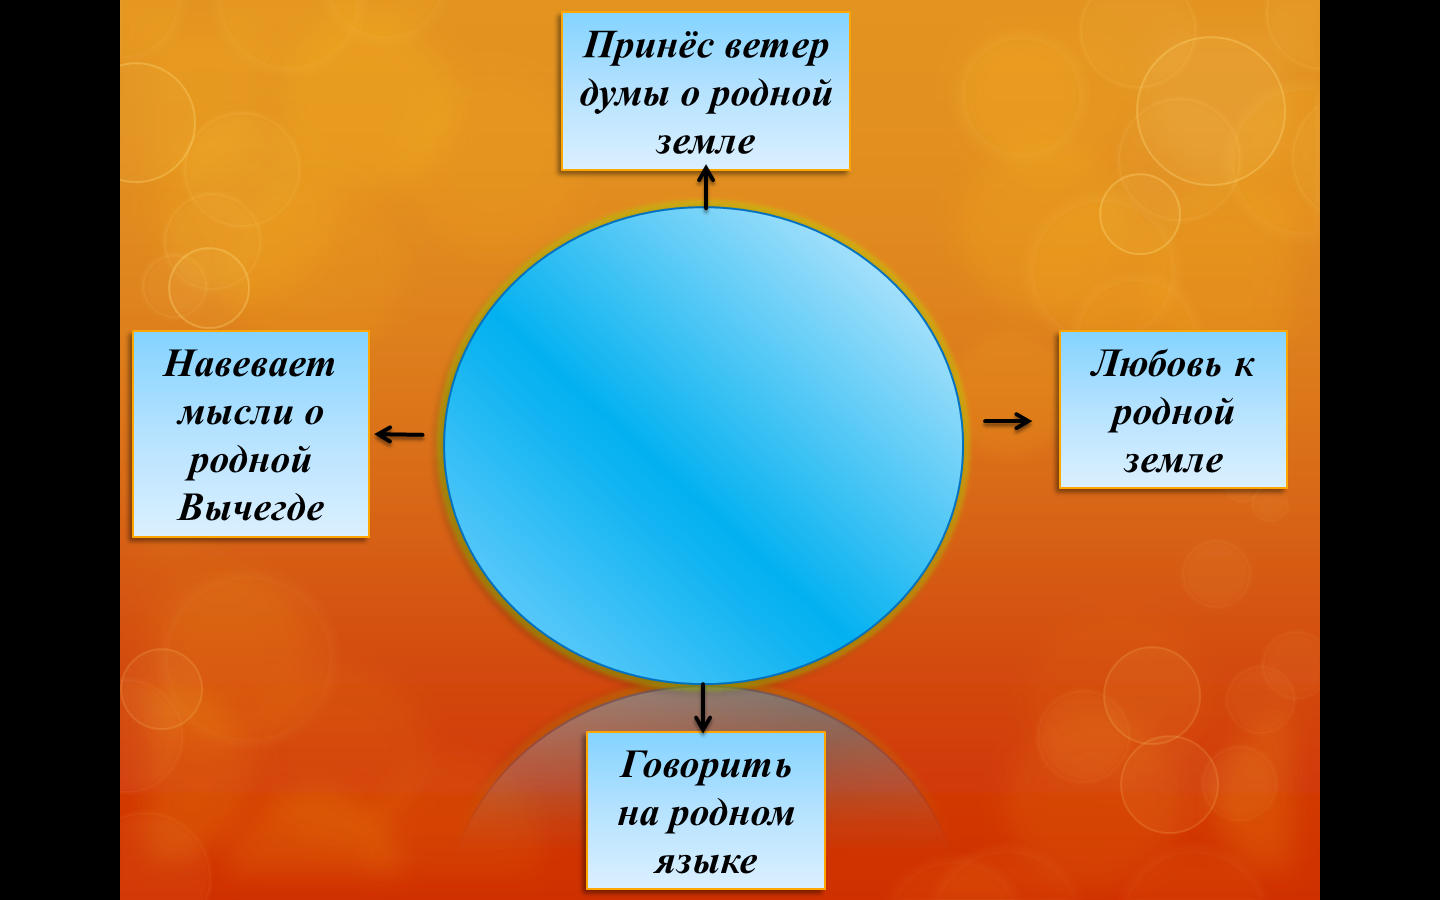 Принёс ветер
думы о родной
земле
Навевает
мысли о
родной
Вычегде
Любовь к
родной
земле
Говорить
на родном
языке